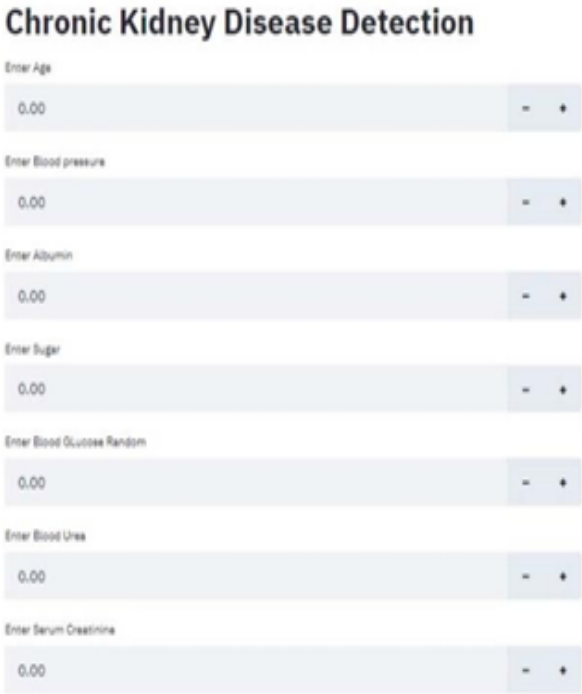 Chronic Kidney Disease Detection
Enter Age
0.00 - +
Enter Blood pressure
0.00 - +
Enter Albumin
0.00 - +
Enter Sugar
0.00 - +
Enter Blood GLucose Random
0.00 - +
Enter Blood Urea
0.00 - +
Enter Serum Creatinine
0.00 - +